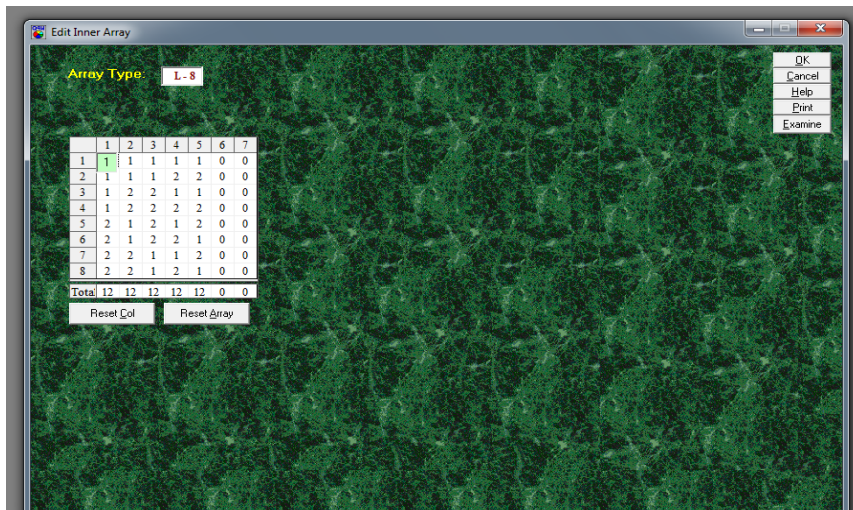 Edit Inner Array
Array Type: L - 8
OK
Cancel
Help
Print
Examine
1 2 3 4 5 6 7
1 1 1 1 1 1 0 0
2 1 1 1 2 2 0 0
3 1 2 2 1 1 0 0
4 1 2 2 2 2 0 0
5 2 1 2 1 2 0 0
6 2 1 2 2 1 0 0
7 2 2 1 1 2 0 0
8 2 2 1 2 1 0 0
Total 12 12 12 12 12 0 0
Reset Col Reset Array